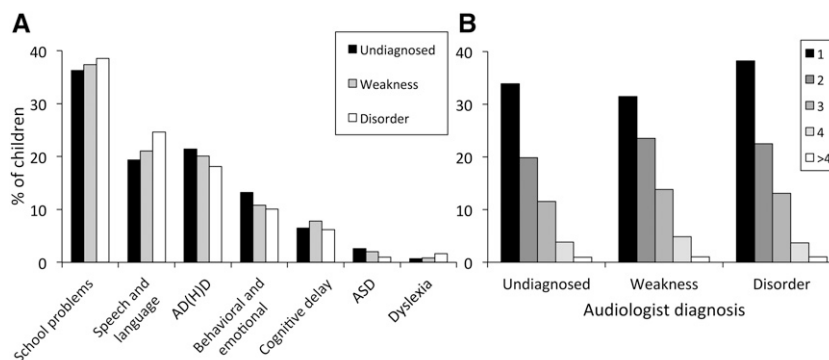 A
B
Undiagnosed
Weakness
Disorder
1
2
3
4
>4
% of children
40
30
20
10
0
40
30
20
10
0
School problems
Speech and
language
AD(H)D
Behavioral and
emotional
Cognitive delay
ASD
Dyslexia
Undiagnosed
Weakness
Disorder
Audiologist diagnosis